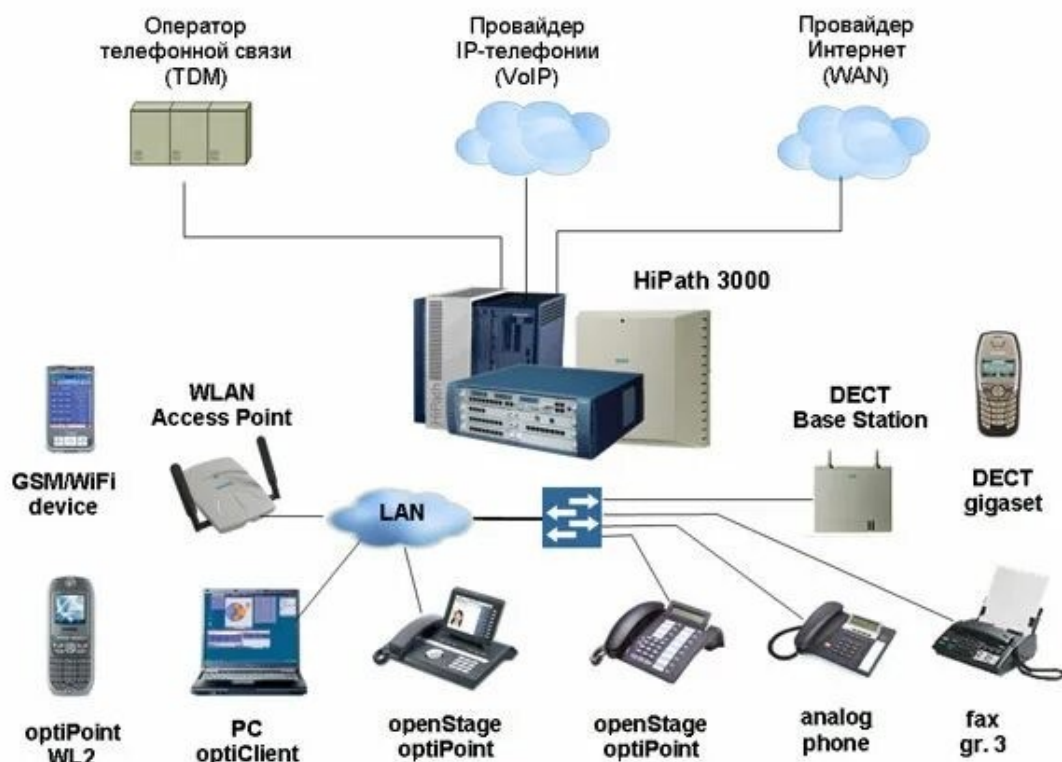 Оператор
телефонной связи
(TDM)
Провайдер
IP-телефонии
(VoIP)
Провайдер
Интернет
(WAN)
HiPath 3000
HiPath
WLAN
Access Point
DECT
Base Station
GSM/WiFi
device
LAN
DECT
gigaset
optiPoint
WL2
PC
optiClient
openStage
optiPoint
openStage
optiPoint
analog
phone
fax
gr. 3